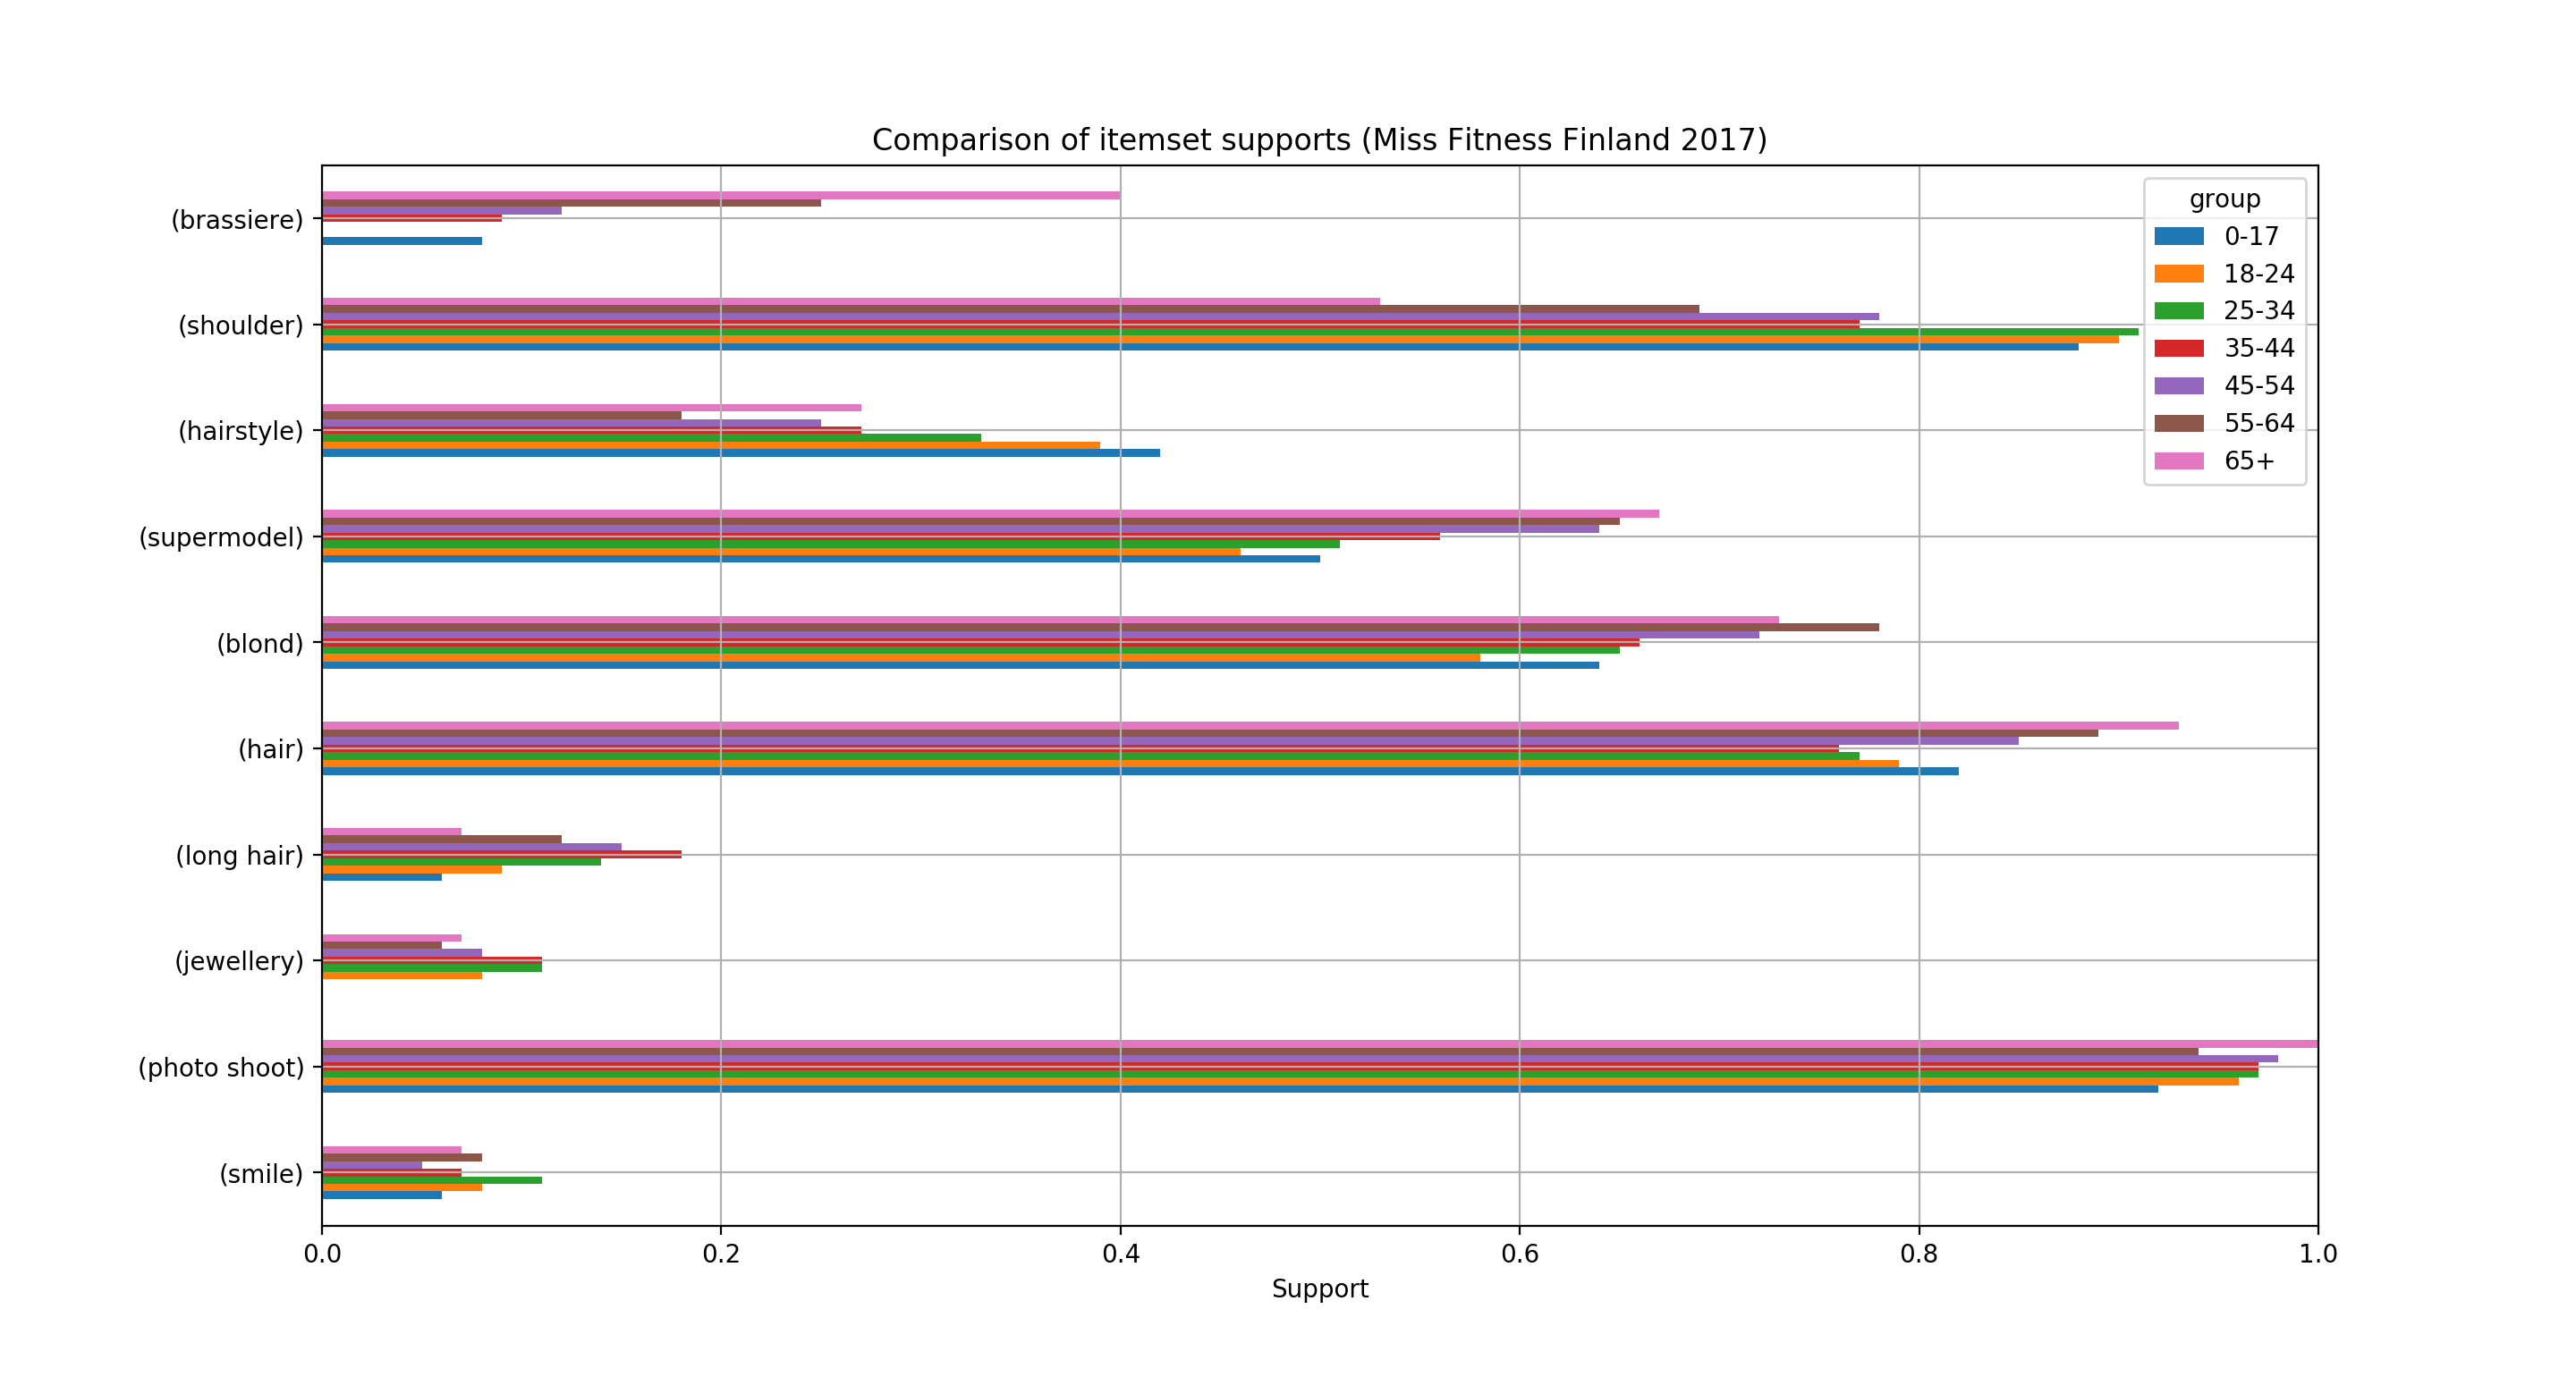 Comparison of itemset supports (Miss Fitness Finland 2017)
(brassiere)
(shoulder)
(hairstyle)
(supermodel)
(blond)
(hair)
(long hair)
(jewellery)
(photo shoot)
(smile)
group
0-17
18-24
25-34
35-44
45-54
55-64
65+
0.0 0.2 0.4 0.6 0.8 1.0
Support